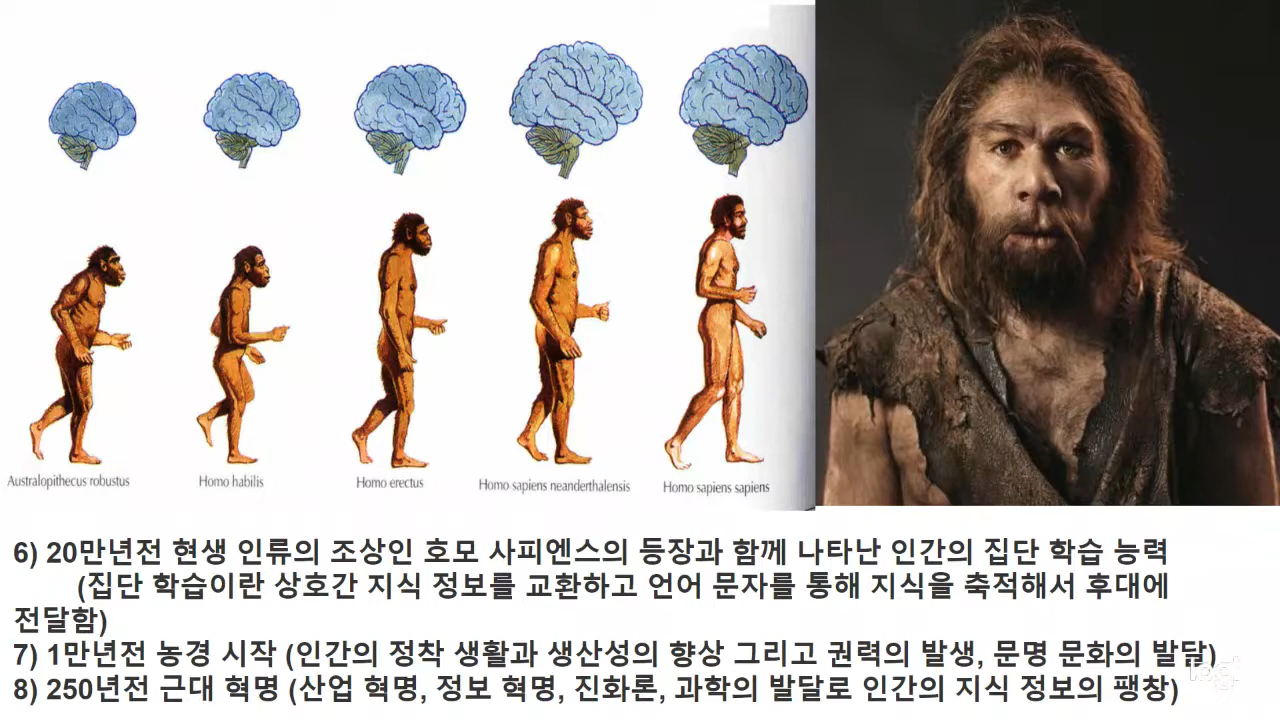 Australopithecus robustus
Homo habilis
Homo erectus
Homo sapiens neanderthalensis
Homo sapiens sapiens
6) 20만년전 현생 인류의 조상인 호모 사피엔스의 등장과 함께 나타난 인간의 집단 학습 능력
(집단 학습이란 상호간 지식 정보를 교환하고 언어 문자를 통해 지식을 축적해서 후대에
전달함)
7) 1만년전 농경 시작 (인간의 정착 생활과 생산성의 향상 그리고 권력의 발생, 문명 문화의 발달)
8) 250년전 근대 혁명 (산업 혁명, 정보 혁명, 진화론, 과학의 발달로 인간의 지식 정보의 팽창)